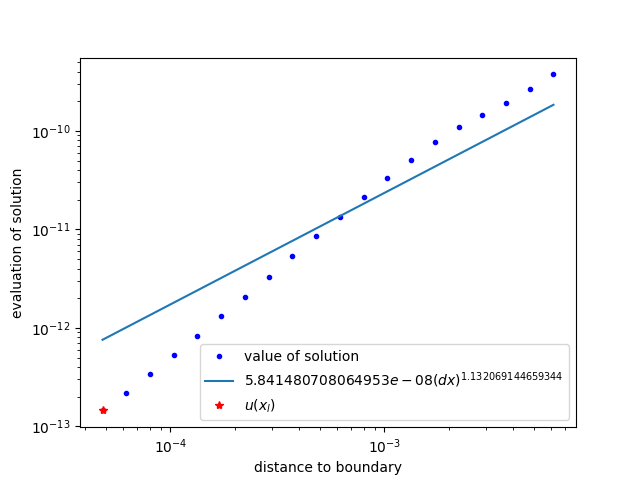 10⁻¹⁰
10⁻¹¹
10⁻¹²
10⁻¹³
evaluation of solution
value of solution
5.841480708064953e − 08(dx)¹·¹³²⁰⁶⁹¹⁴⁴⁶⁵⁹³⁴⁴
u(x_l)
10⁻⁴
10⁻³
distance to boundary